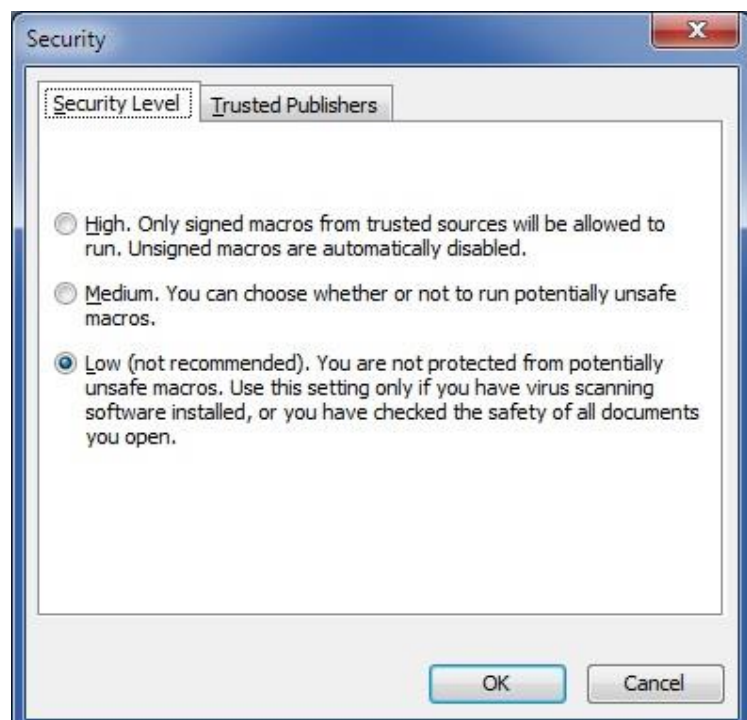 Security
Security Level
Trusted Publishers
High. Only signed macros from trusted sources will be allowed to
run. Unsigned macros are automatically disabled.
Medium. You can choose whether or not to run potentially unsafe
macros.
Low (not recommended). You are not protected from potentially
unsafe macros. Use this setting only if you have virus scanning
software installed, or you have checked the safety of all documents
you open.
OK
Cancel